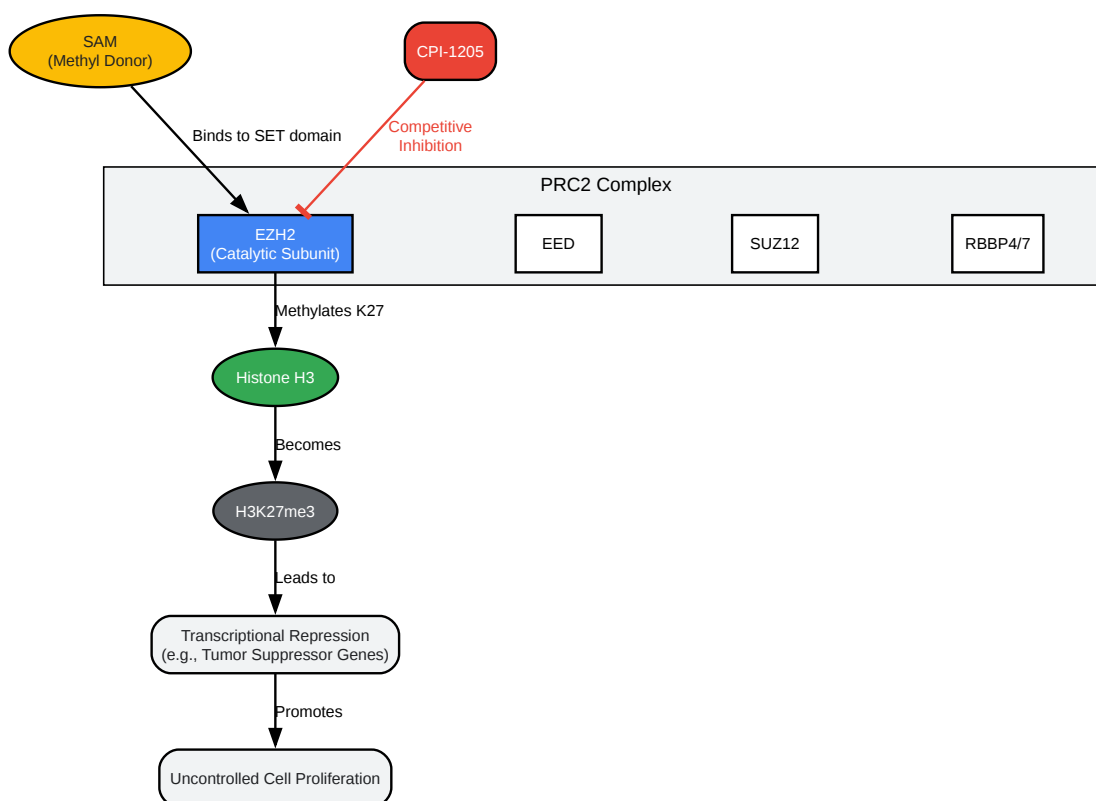 SAM
(Methyl Donor)
CPI-1205
Binds to SET domain
Competitive
Inhibition
PRC2 Complex
EZH2
(Catalytic Subunit)
EED
SUZ12
RBBP4/7
Methylates K27
Histone H3
Becomes
H3K27me3
Leads to
Transcriptional Repression
(e.g., Tumor Suppressor Genes)
Promotes
Uncontrolled Cell Proliferation